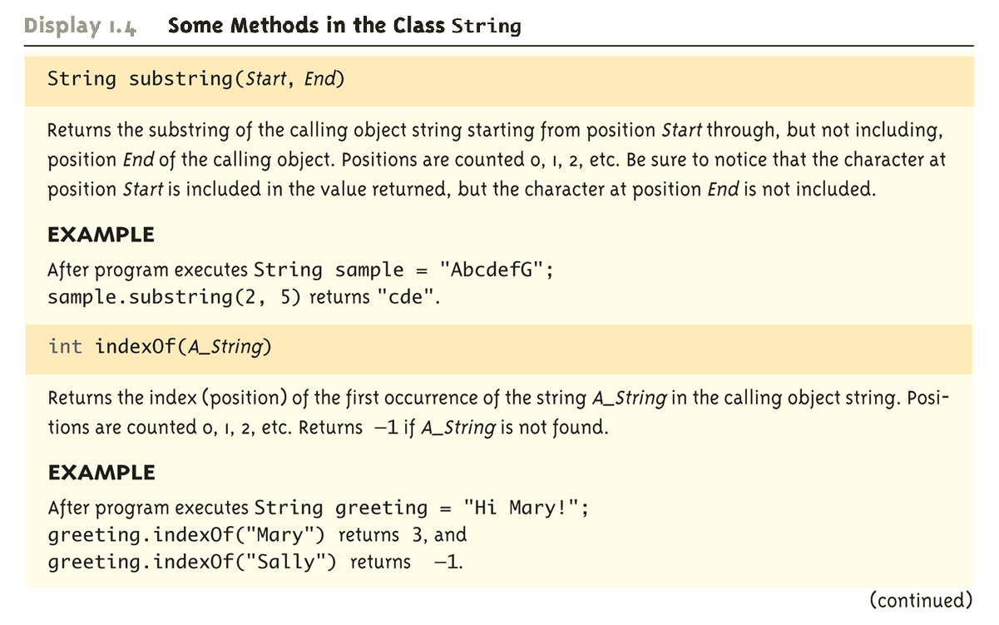 Display 1.4 Some Methods in the Class String
String substring(Start, End)
Returns the substring of the calling object string starting from position Start through, but not including,
position End of the calling object. Positions are counted 0, 1, 2, etc. Be sure to notice that the character at
position Start is included in the value returned, but the character at position End is not included.
EXAMPLE
After program executes String sample = "AbcdefG";
sample.substring(2, 5) returns "cde".
int indexOf(A_String)
Returns the index (position) of the first occurrence of the string A_String in the calling object string. Posi-
tions are counted 0, 1, 2, etc. Returns –1 if A_String is not found.
EXAMPLE
After program executes String greeting = "Hi Mary!";
greeting.indexOf("Mary") returns 3, and
greeting.indexOf("Sally") returns –1.
(continued)